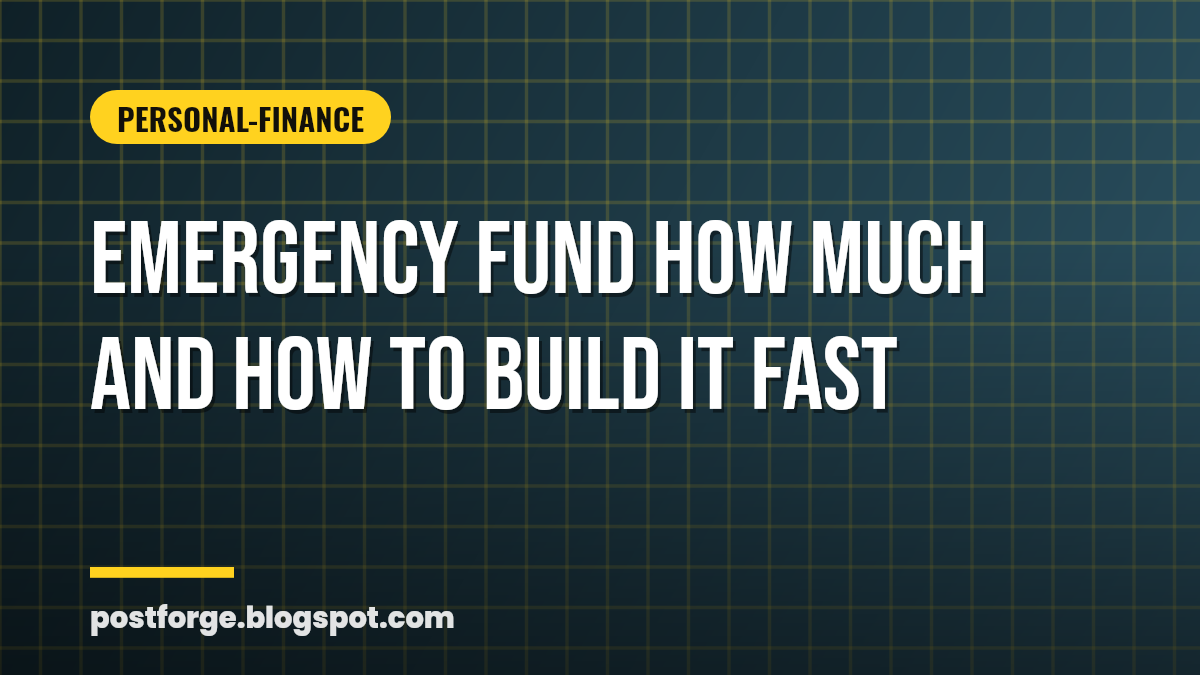 PERSONAL-FINANCE
EMERGENCY FUND HOW MUCH
AND HOW TO BUILD IT FAST
postforge.blogspot.com